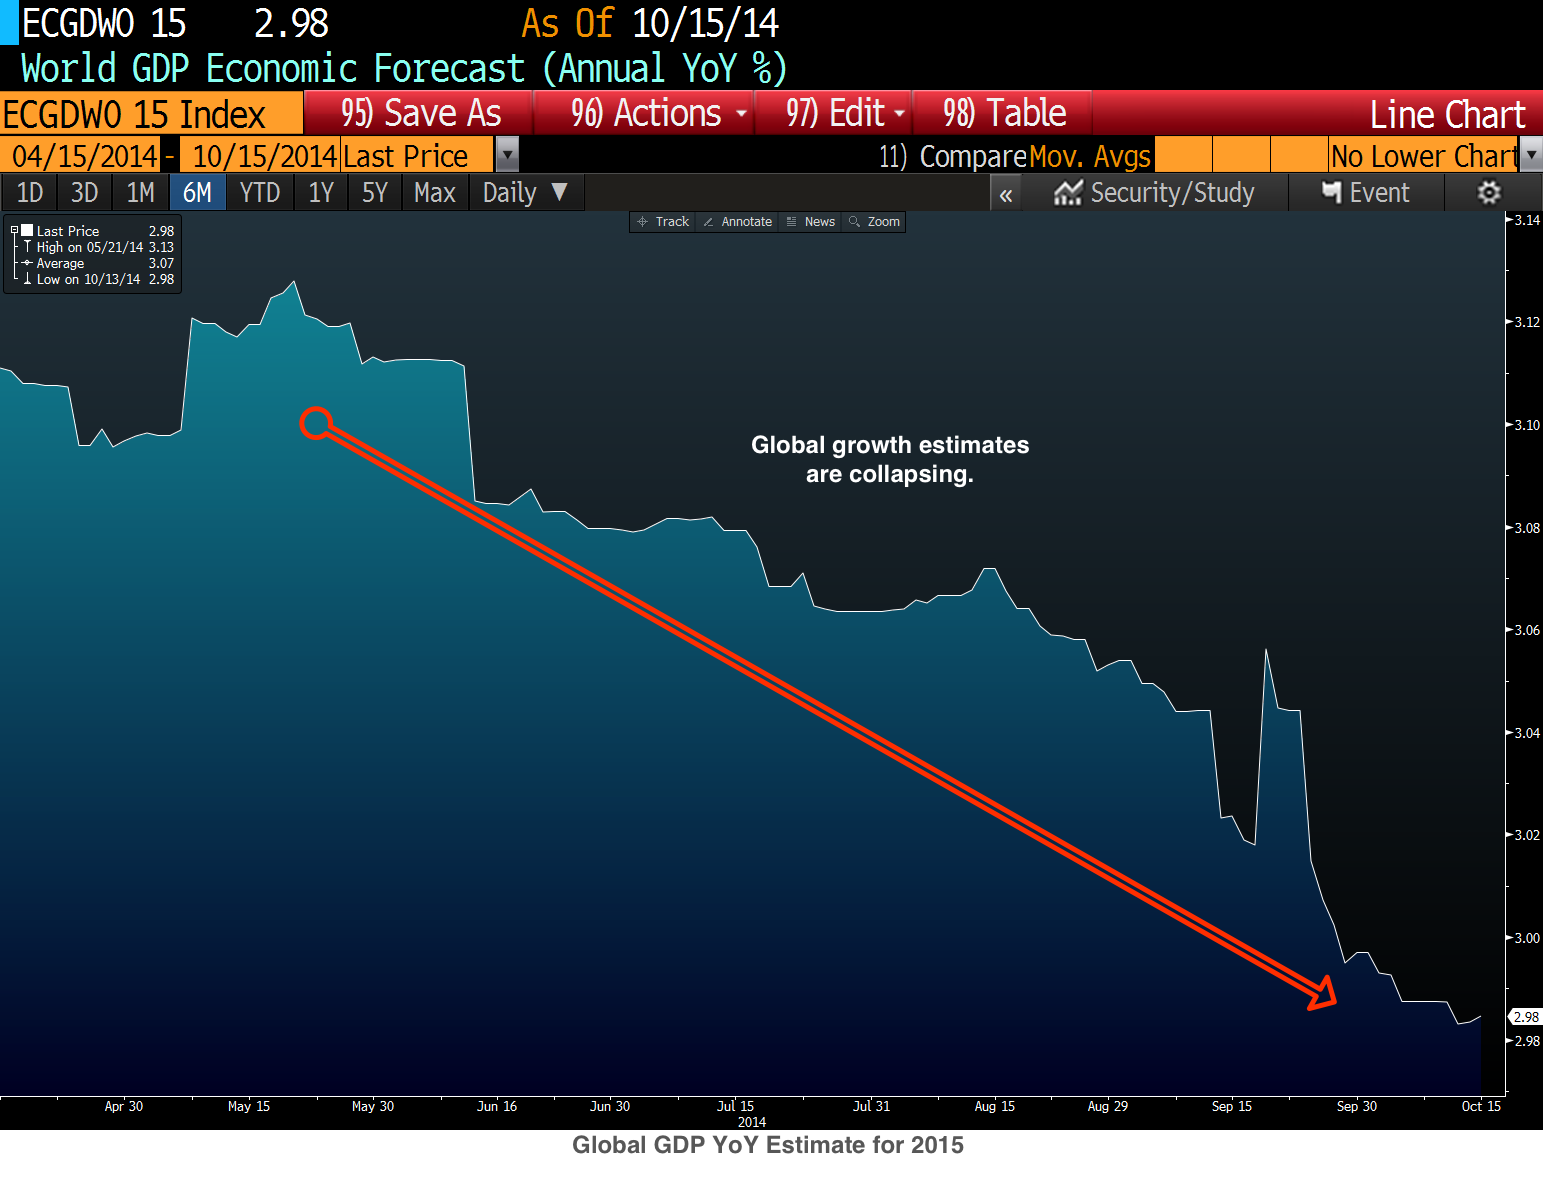 ECGDWO 15 2.98 As Of 10/15/14
World GDP Economic Forecast (Annual YoY %)
ECGDWO 15 Index 95) Save As 96) Actions 97) Edit 98) Table Line Chart
04/15/2014 - 10/15/2014 Last Price 11) Compare Mov. Avgs No Lower Chart
1D 3D 1M 6M YTD 1Y 5Y Max Daily ▼ « Security/Study Event
Track Annotate News Zoom
Last Price 2.98
High on 05/21/14 3.13
Average 3.07
Low on 10/13/14 2.98
3.14
3.12
3.10
Global growth estimates
are collapsing.
3.08
3.06
3.04
3.02
3.00
2.98
2.98
Apr 30 May 15 May 30 Jun 16 Jun 30 Jul 15 Jul 31 Aug 15 Aug 29 Sep 15 Sep 30 Oct 15
2014
Global GDP YoY Estimate for 2015